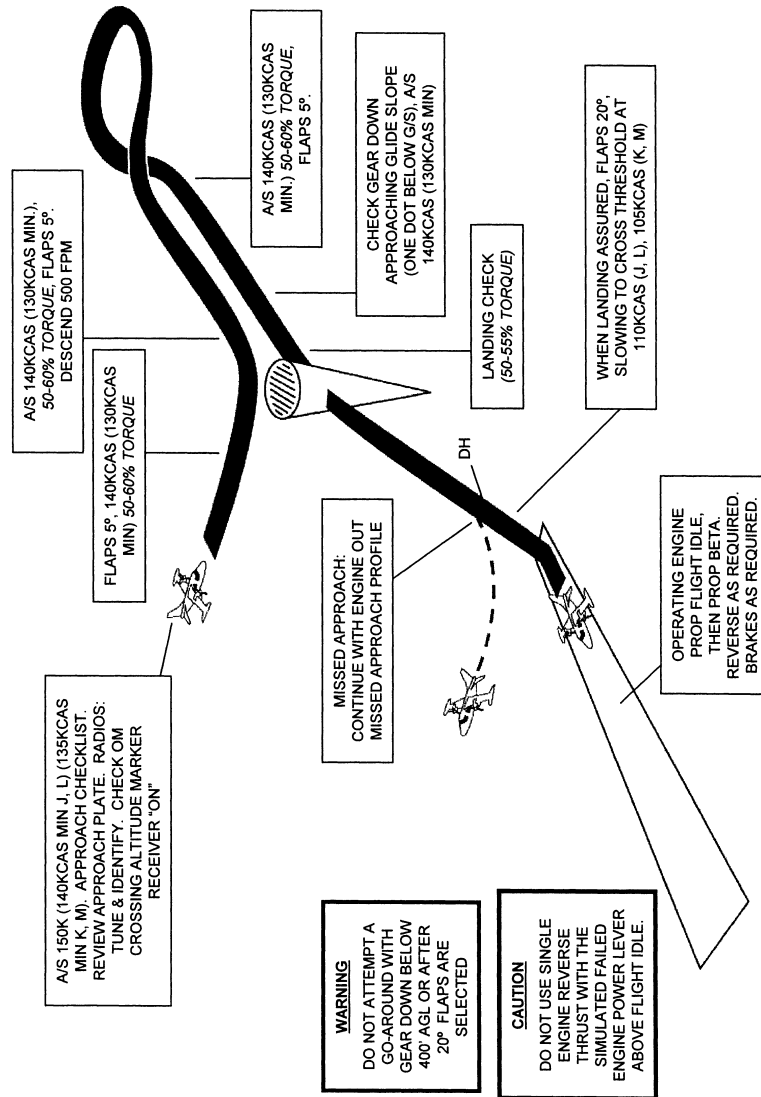 A/S 150K (140KCAS MIN J, L) (135KCAS
MIN K, M). APPROACH CHECKLIST.
REVIEW APPROACH PLATE. RADIOS:
TUNE & IDENTIFY. CHECK OM
CROSSING ALTITUDE MARKER
RECEIVER "ON"
FLAPS 5º, 140KCAS (130KCAS
MIN) 50-60% TORQUE
A/S 140KCAS (130KCAS MIN.),
50-60% TORQUE, FLAPS 5º.
DESCEND 500 FPM
A/S 140KCAS (130KCAS
MIN.) 50-60% TORQUE,
FLAPS 5º.
CHECK GEAR DOWN
APPROACHING GLIDE SLOPE
(ONE DOT BELOW G/S), A/S
140KCAS (130KCAS MIN)
LANDING CHECK
(50-55% TORQUE)
MISSED APPROACH:
CONTINUE WITH ENGINE OUT
MISSED APPROACH PROFILE
DH
WHEN LANDING ASSURED, FLAPS 20º,
SLOWING TO CROSS THRESHOLD AT
110KCAS (J, L), 105KCAS (K, M)
OPERATING ENGINE
PROP FLIGHT IDLE,
THEN PROP BETA.
REVERSE AS REQUIRED.
BRAKES AS REQUIRED.
WARNING
DO NOT ATTEMPT A
GO-AROUND WITH
GEAR DOWN BELOW
400' AGL OR AFTER
20º FLAPS ARE
SELECTED
CAUTION
DO NOT USE SINGLE
ENGINE REVERSE
THRUST WITH THE
SIMULATED FAILED
ENGINE POWER LEVER
ABOVE FLIGHT IDLE.